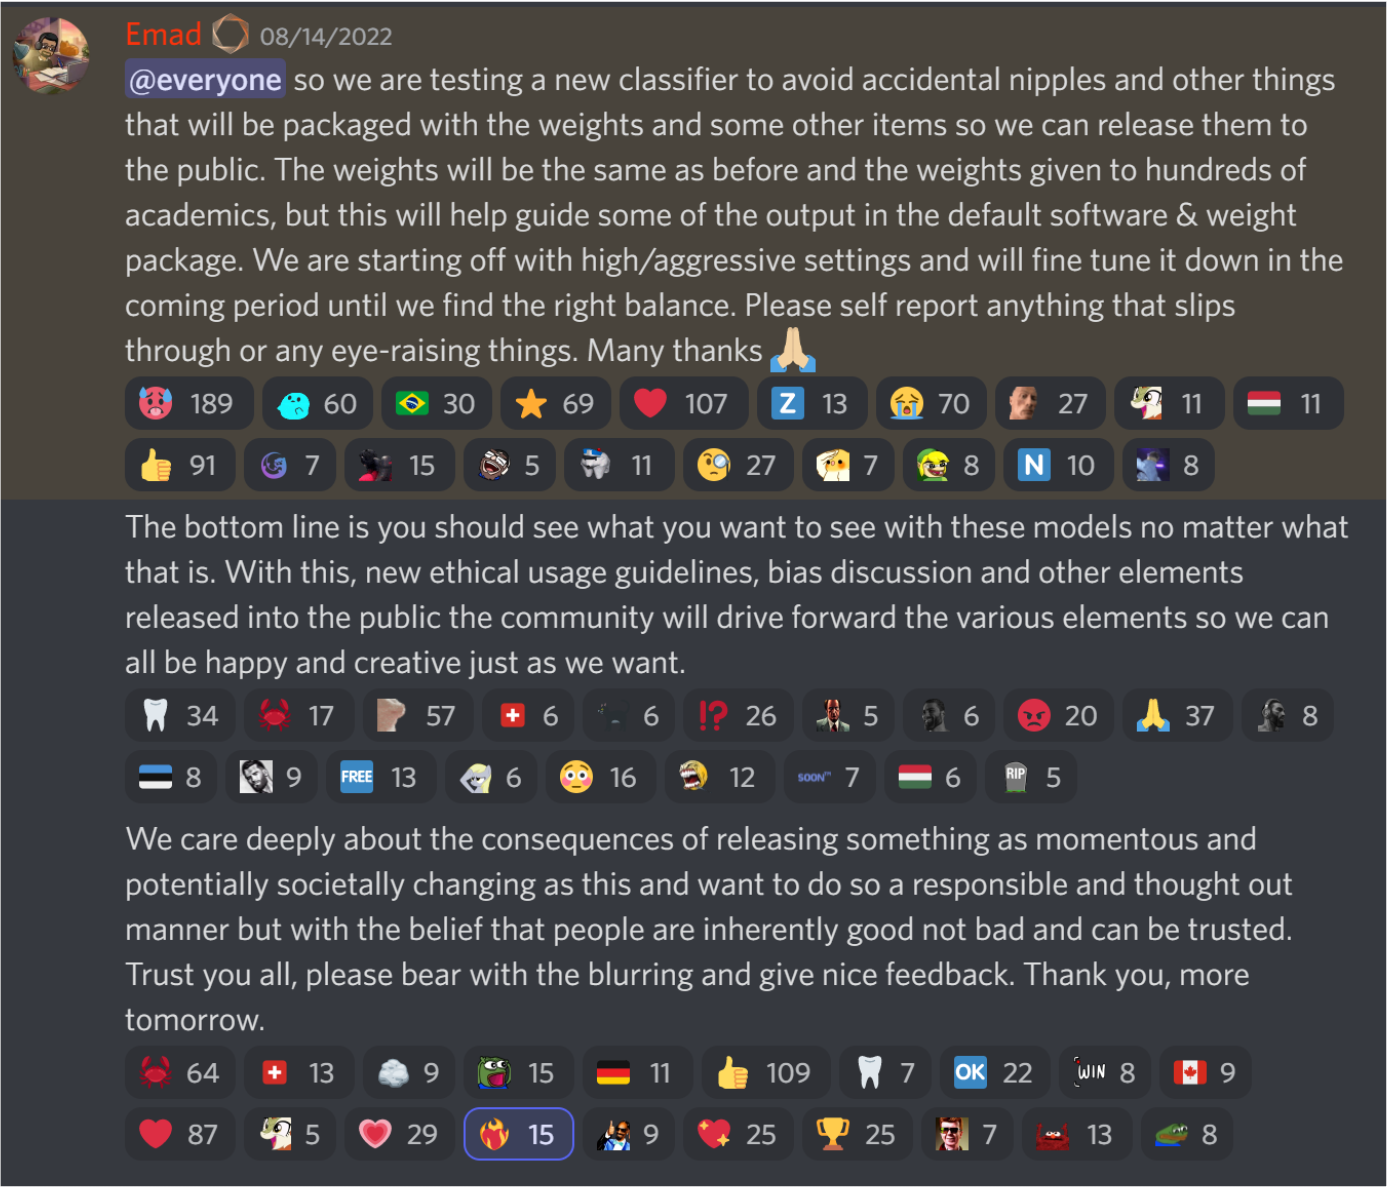 Emad 08/14/2022
@everyone so we are testing a new classifier to avoid accidental nipples and other things
that will be packaged with the weights and some other items so we can release them to
the public. The weights will be the same as before and the weights given to hundreds of
academics, but this will help guide some of the output in the default software & weight
package. We are starting off with high/aggressive settings and will fine tune it down in the
coming period until we find the right balance. Please self report anything that slips
through or any eye-raising things. Many thanks 🙏
189 60 30 69 107 Z 13 70 27 11 11
91 7 15 5 11 27 7 8 N 10 8
The bottom line is you should see what you want to see with these models no matter what
that is. With this, new ethical usage guidelines, bias discussion and other elements
released into the public the community will drive forward the various elements so we can
all be happy and creative just as we want.
34 17 57 6 6 !? 26 5 6 20 37 8
8 9 FREE 13 6 16 12 SOON™ 7 6 RIP 5
We care deeply about the consequences of releasing something as momentous and
potentially societally changing as this and want to do so a responsible and thought out
manner but with the belief that people are inherently good not bad and can be trusted.
Trust you all, please bear with the blurring and give nice feedback. Thank you, more
tomorrow.
64 13 9 15 11 109 7 OK 22 WIN 8 9
87 5 29 15 9 25 25 7 13 8